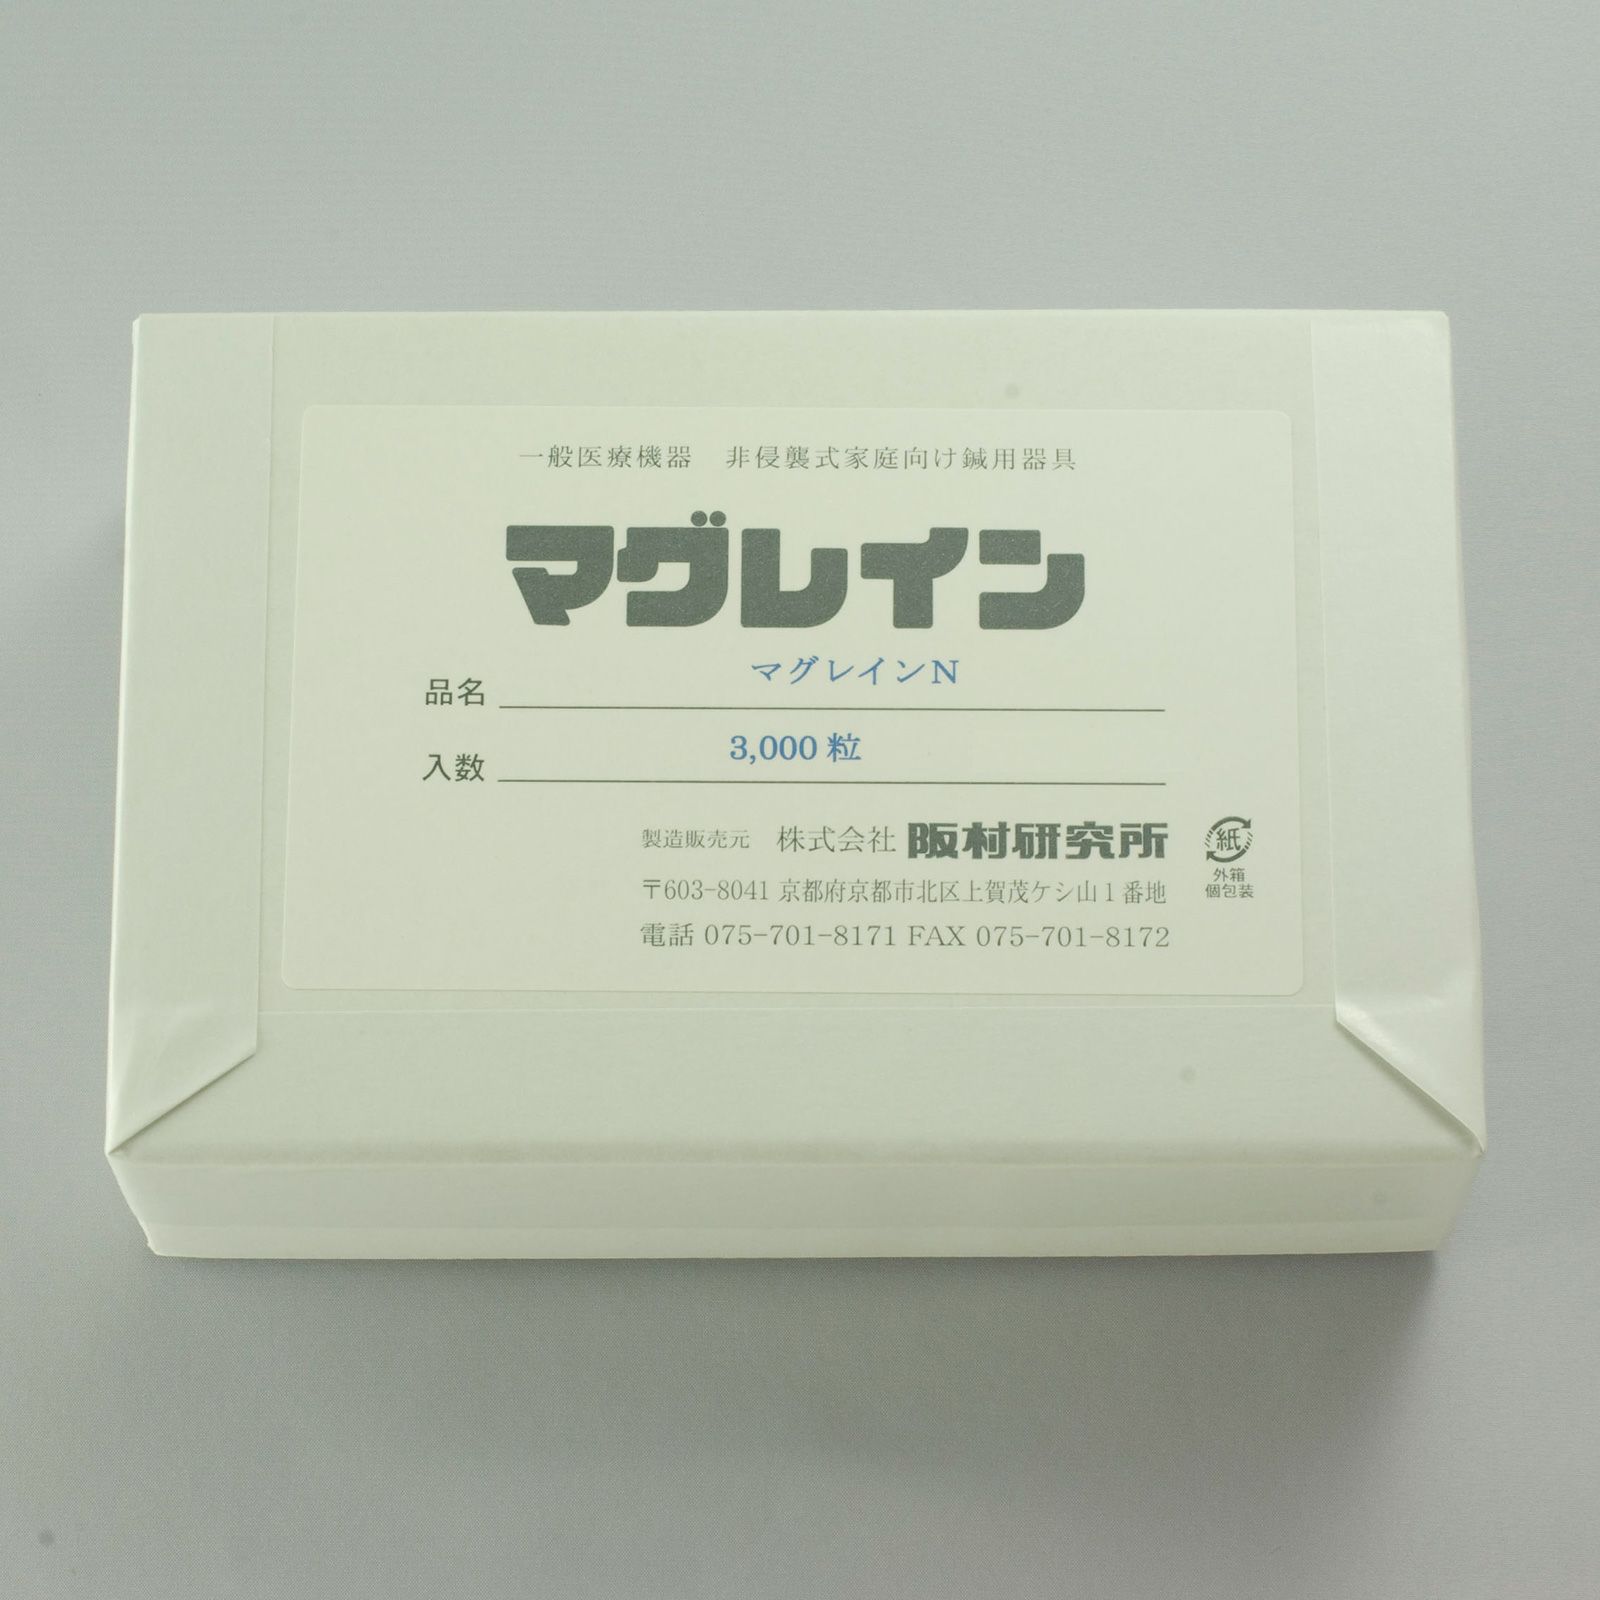 一般医療機器　非侵襲式家庭向け鍼用器具
マグレイン
品名 マグレインN
入数 3,000 粒
製造販売元　株式会社 阪村研究所
〒603-8041 京都府京都市北区上賀茂ケシ山1番地
電話 075-701-8171 FAX 075-701-8172
紙
外箱
個包装